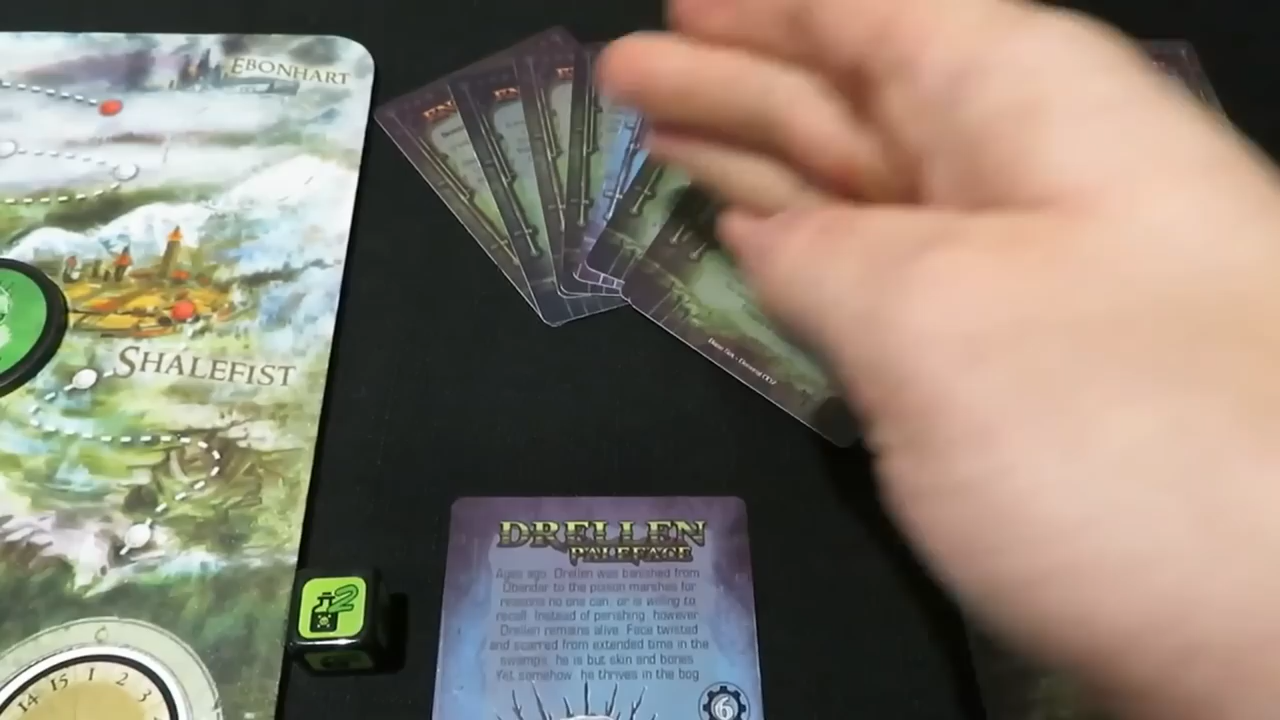 EBONHART
SHALEFIST
DRELLEN
PALEFACE
Ages ago, Drellen was banished from
Obendar to the poison marshes for
reasons no one can, or is willing to
recall. Instead of perishing, however
Drellen remains alive. Face twisted
and scarred from extended time in the
swamps, he is but skin and bones
Yet somehow, he thrives in the bog
6
2
14 15 1 2 3